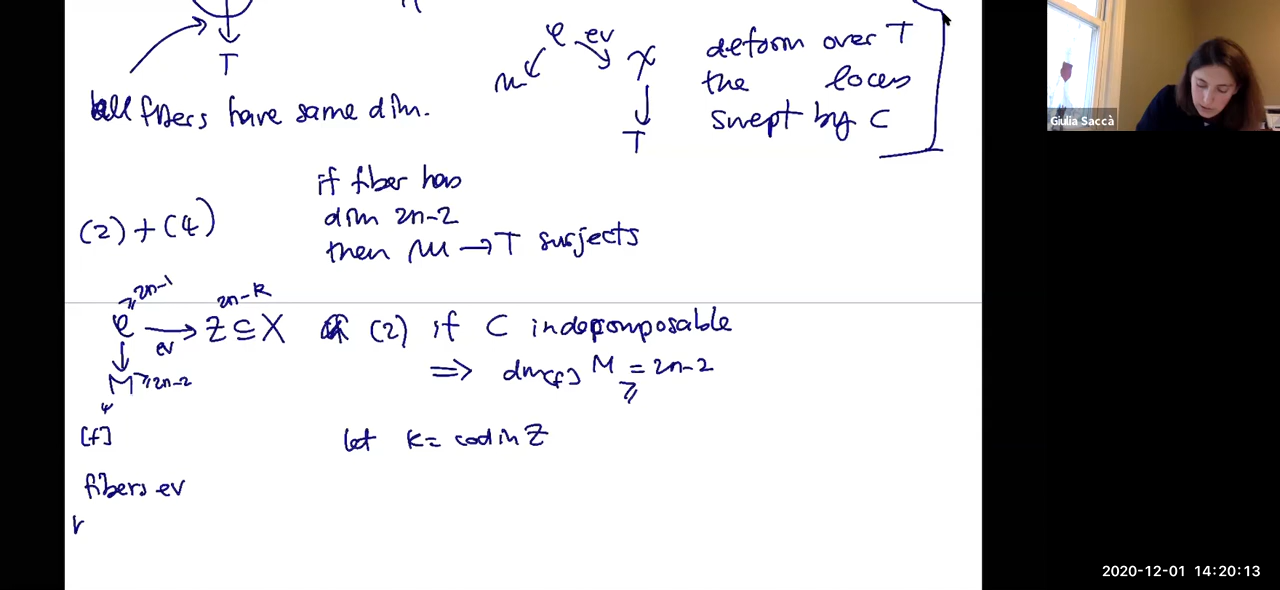 T
all fibers have same dim.
C ev
M X
T
deform over T
the locus
swept by C
(2) + (4)
if fiber has
dim 2n-2
then M → T surjects
≥ 2n-1 2n-k
C → Z ⊆ X (2) if C indecomposable
ev
M ≥ 2n-2 ⟹ dim[f] M ≥ = 2n-2
[f] let k = codim Z
fibers ev
Giulia Saccà
2020-12-01 14:20:13